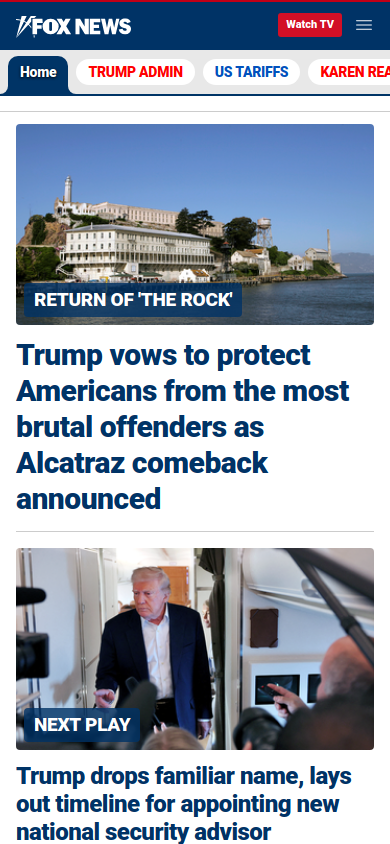 FOX NEWS
Watch TV
Home
TRUMP ADMIN
US TARIFFS
KAREN REA
RETURN OF 'THE ROCK'
Trump vows to protect
Americans from the most
brutal offenders as
Alcatraz comeback
announced
NEXT PLAY
Trump drops familiar name, lays
out timeline for appointing new
national security advisor